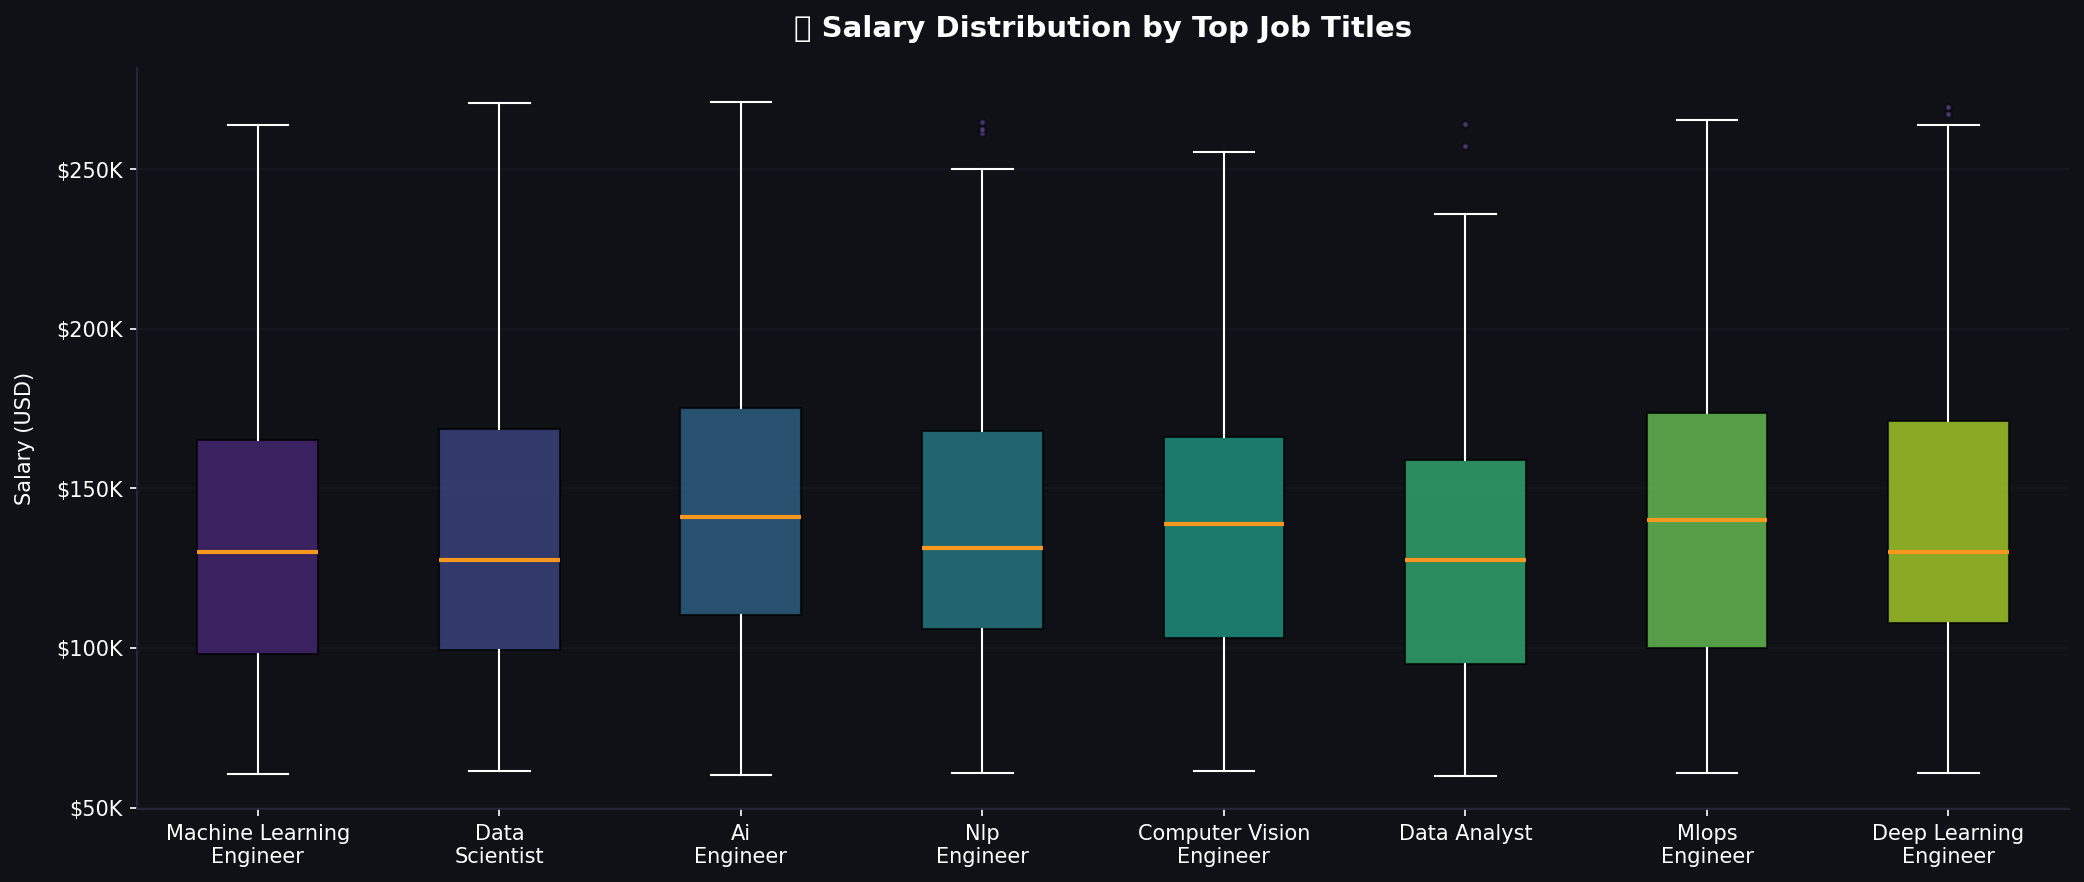 Salary Distribution by Top Job Titles
Salary (USD)
$250K
$200K
$150K
$100K
$50K
Machine Learning
Engineer
Data
Scientist
Ai
Engineer
Nlp
Engineer
Computer Vision
Engineer
Data Analyst
Mlops
Engineer
Deep Learning
Engineer